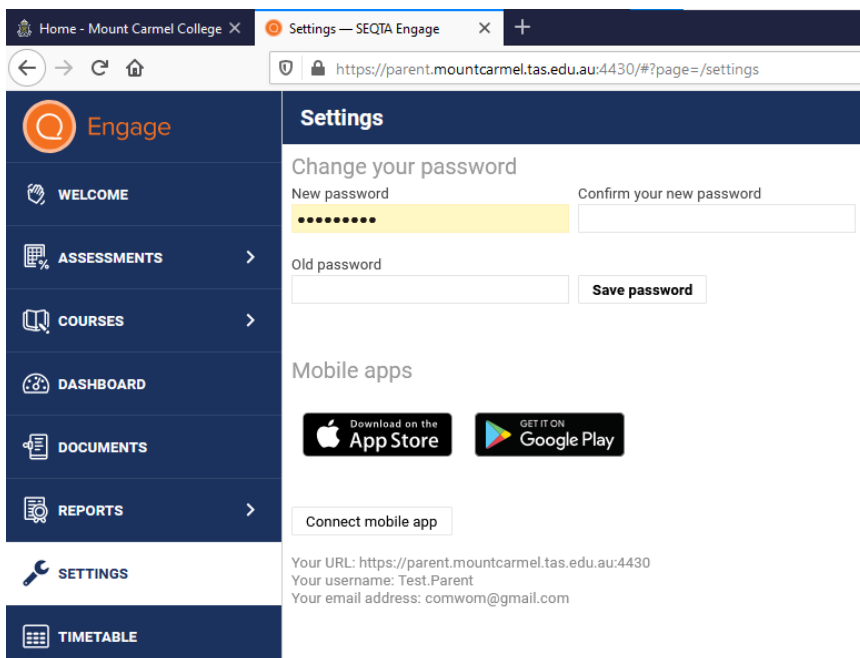 Home - Mount Carmel College
Settings — SEQTA Engage
https://parent.mountcarmel.tas.edu.au:4430/#?page=/settings
Engage
WELCOME
ASSESSMENTS
COURSES
DASHBOARD
DOCUMENTS
REPORTS
SETTINGS
TIMETABLE
Settings
Change your password
New password
Confirm your new password
•••••••••
Old password
Save password
Mobile apps
Download on the
App Store
GET IT ON
Google Play
Connect mobile app
Your URL: https://parent.mountcarmel.tas.edu.au:4430
Your username: Test.Parent
Your email address: comwom@gmail.com